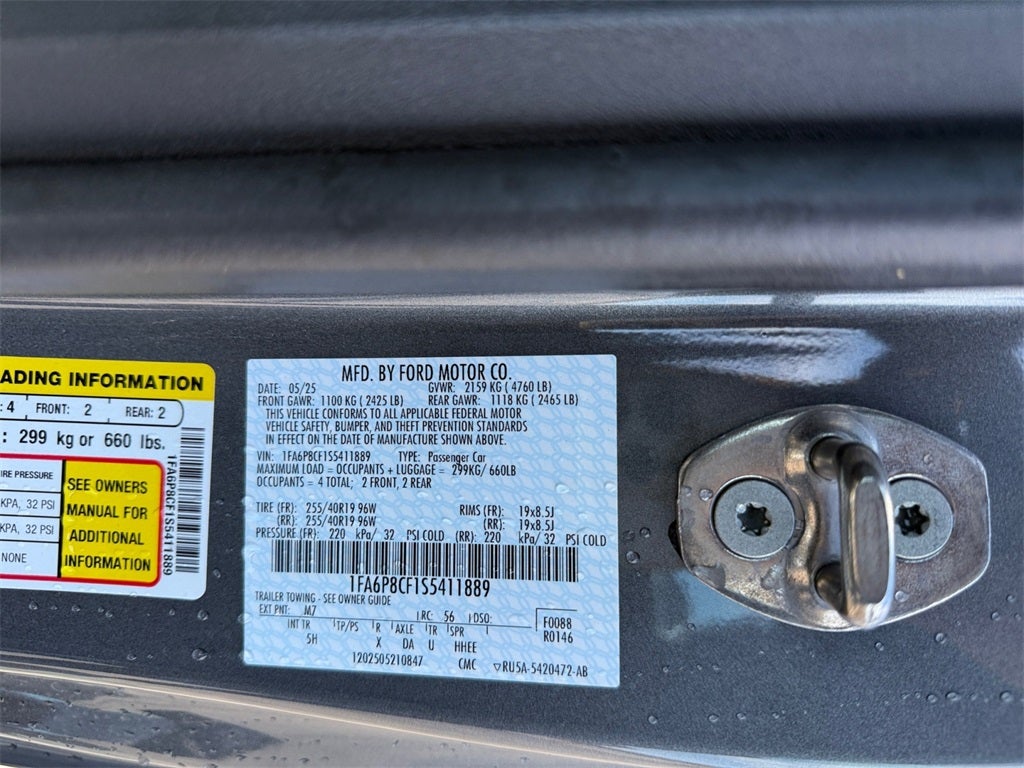 ADING INFORMATION
: 4 FRONT: 2 REAR: 2
: 299 kg or 660 lbs.
IRE PRESSURE
KPA, 32 PSI
KPA, 32 PSI
NONE
SEE OWNERS
MANUAL FOR
ADDITIONAL
INFORMATION
1FA6P8CF1S5411889
MFD. BY FORD MOTOR CO.
DATE: 05/25 GVWR: 2159 KG ( 4760 LB)
FRONT GAWR: 1100 KG ( 2425 LB) REAR GAWR: 1118 KG ( 2465 LB)
THIS VEHICLE CONFORMS TO ALL APPLICABLE FEDERAL MOTOR
VEHICLE SAFETY, BUMPER, AND THEFT PREVENTION STANDARDS
IN EFFECT ON THE DATE OF MANUFACTURE SHOWN ABOVE.
VIN: 1FA6P8CF1S5411889 TYPE: Passenger Car
MAXIMUM LOAD = OCCUPANTS + LUGGAGE = 299KG/ 660LB
OCCUPANTS = 4 TOTAL; 2 FRONT, 2 REAR
TIRE (FR): 255/40R19 96W RIMS (FR): 19x8.5J
(RR): 255/40R19 96W (RR): 19x8.5J
PRESSURE (FR): 220 kPa/ 32 PSI COLD (RR): 220 kPa/ 32 PSI COLD
1FA6P8CF1S5411889
TRAILER TOWING - SEE OWNER GUIDE
EXT PNT: M7 RC: 56 DSO: F0088
INT TR TP/PS R AXLE TR SPR R0146
5H X DA U HHEE
1202505210847 CMC ▽RU5A-5420472-AB